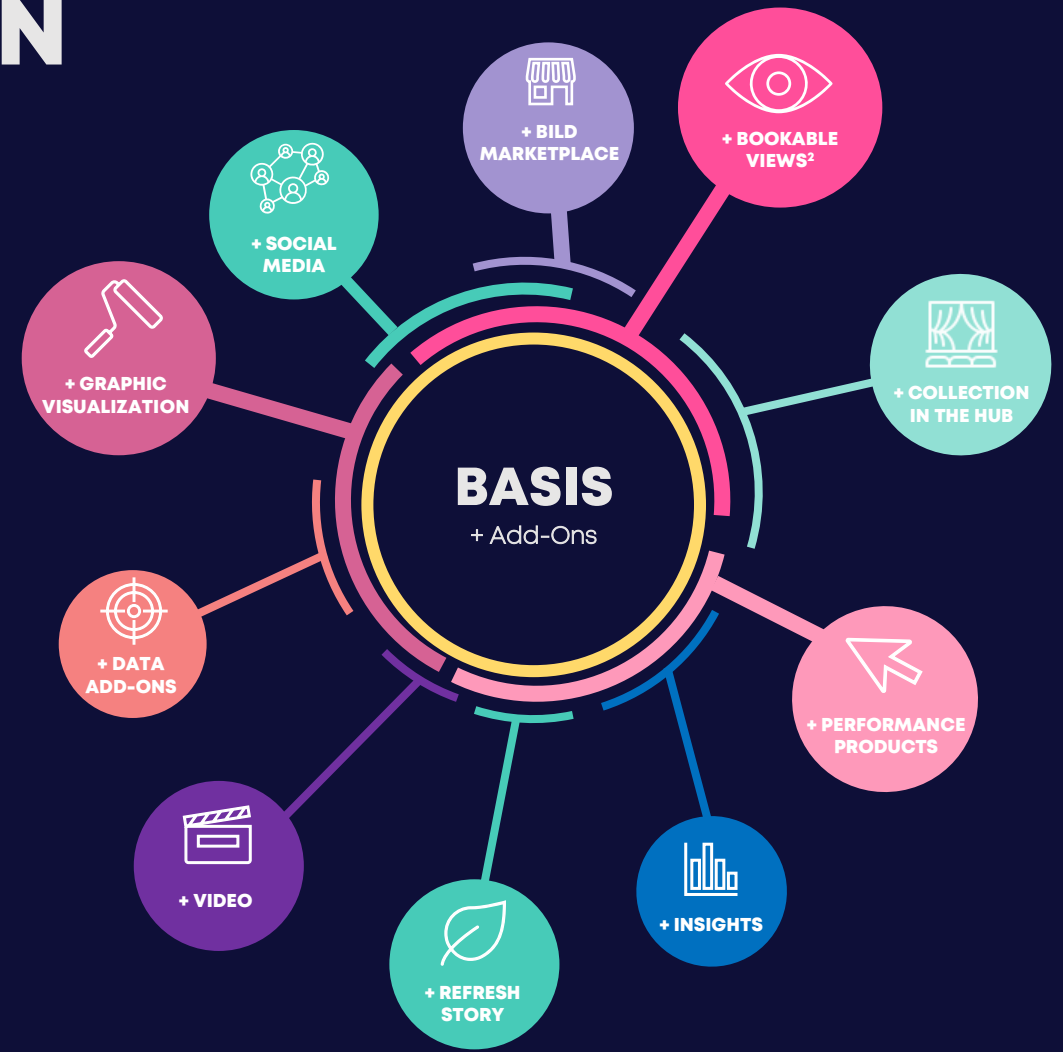 N
+ BILD
MARKETPLACE
+ BOOKABLE
VIEWS²
+ SOCIAL
MEDIA
+ GRAPHIC
VISUALIZATION
+ COLLECTION
IN THE HUB
BASIS
+ Add-Ons
+ DATA
ADD-ONS
+ PERFORMANCE
PRODUCTS
+ VIDEO
+ INSIGHTS
+ REFRESH
STORY